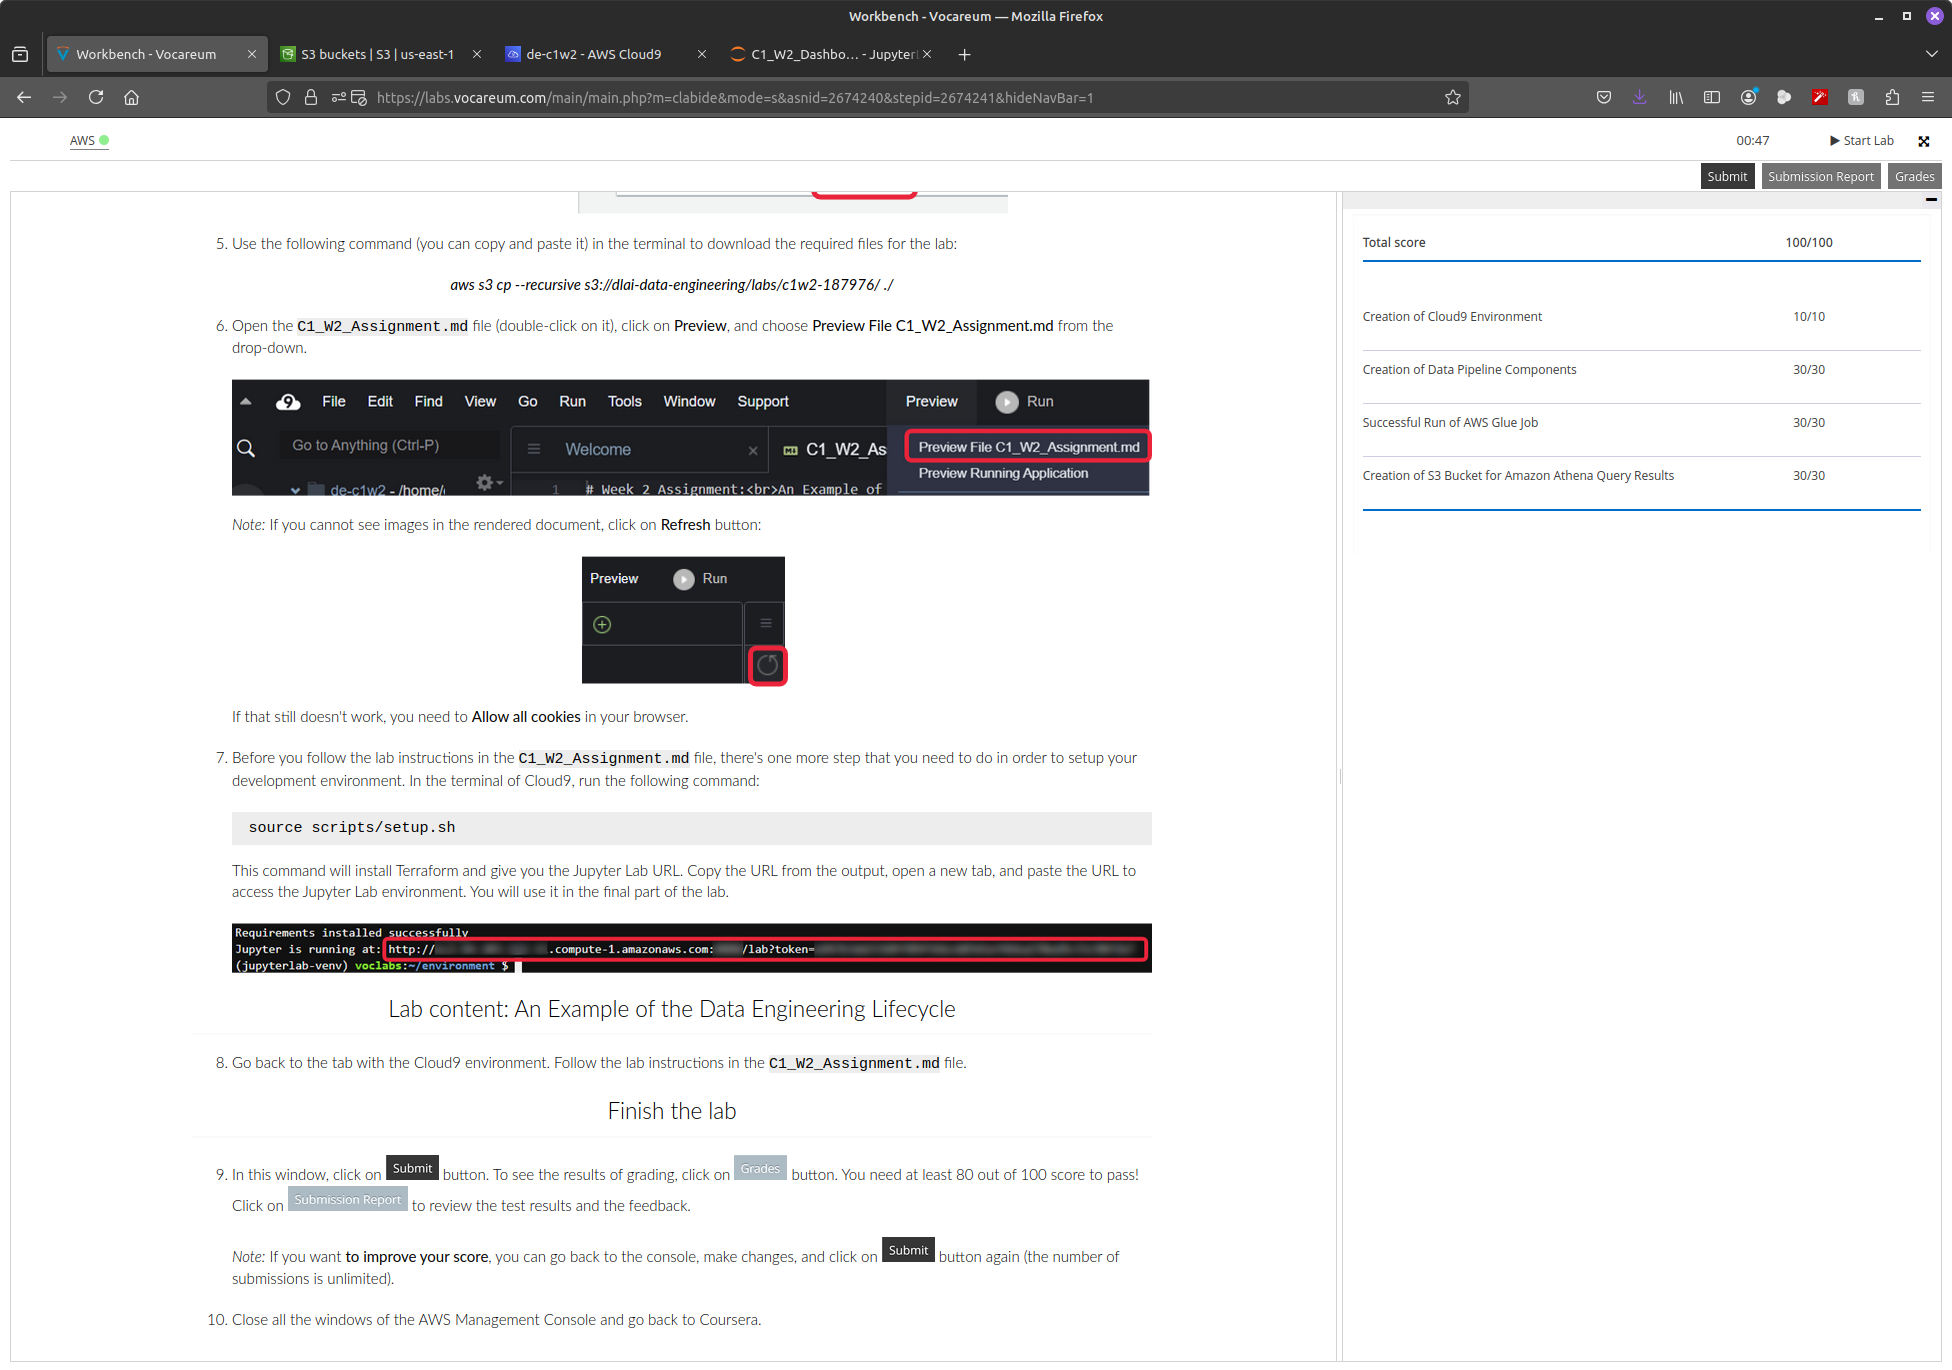 Workbench - Vocareum — Mozilla Firefox
Workbench - Vocareum
S3 buckets | S3 | us-east-1
de-c1w2 - AWS Cloud9
C1_W2_Dashbo… - Jupyter
https://labs.vocareum.com/main/main.php?m=clabide&mode=s&asnid=2674240&stepid=2674241&hideNavBar=1
AWS
00:47
Start Lab
Submit
Submission Report
Grades
5. Use the following command (you can copy and paste it) in the terminal to download the required files for the lab:
aws s3 cp --recursive s3://dlai-data-engineering/labs/c1w2-187976/ ./
6. Open the C1_W2_Assignment.md file (double-click on it), click on Preview, and choose Preview File C1_W2_Assignment.md from the
drop-down.
File Edit Find View Go Run Tools Window Support Preview Run
Go to Anything (Ctrl-P)
Welcome
C1_W2_As
Preview File C1_W2_Assignment.md
Preview Running Application
de-c1w2 - /home/
1 # Week 2 Assignment:<br>An Example of
Note: If you cannot see images in the rendered document, click on Refresh button:
Preview Run
If that still doesn't work, you need to Allow all cookies in your browser.
7. Before you follow the lab instructions in the C1_W2_Assignment.md file, there's one more step that you need to do in order to setup your
development environment. In the terminal of Cloud9, run the following command:
source scripts/setup.sh
This command will install Terraform and give you the Jupyter Lab URL. Copy the URL from the output, open a new tab, and paste the URL to
access the Jupyter Lab environment. You will use it in the final part of the lab.
Requirements installed successfully
Jupyter is running at: http:// .compute-1.amazonaws.com: /lab?token=
(jupyterlab-venv) voclabs:~/environment $
Lab content: An Example of the Data Engineering Lifecycle
8. Go back to the tab with the Cloud9 environment. Follow the lab instructions in the C1_W2_Assignment.md file.
Finish the lab
9. In this window, click on Submit button. To see the results of grading, click on Grades button. You need at least 80 out of 100 score to pass!
Click on Submission Report to review the test results and the feedback.
Note: If you want to improve your score, you can go back to the console, make changes, and click on Submit button again (the number of
submissions is unlimited).
10. Close all the windows of the AWS Management Console and go back to Coursera.
Total score 100/100
Creation of Cloud9 Environment 10/10
Creation of Data Pipeline Components 30/30
Successful Run of AWS Glue Job 30/30
Creation of S3 Bucket for Amazon Athena Query Results 30/30